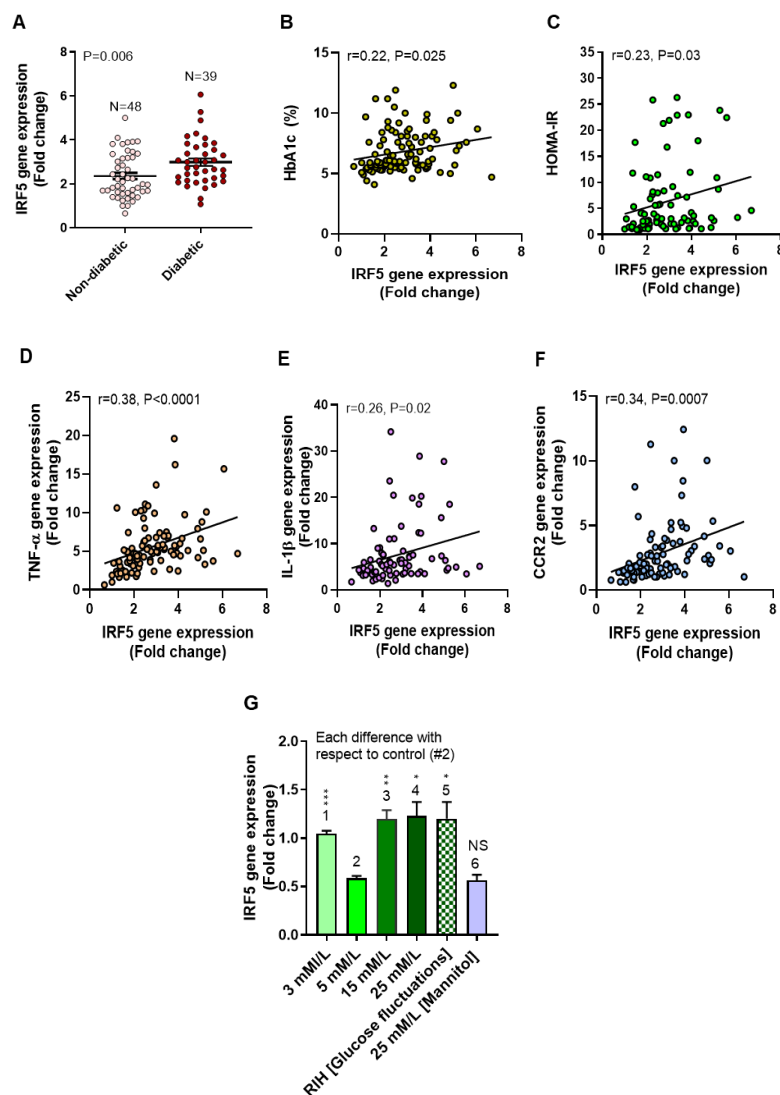 A
IRF5 gene expression
(Fold change)
P=0.006
N=48
N=39
8
6
4
2
0
Non-diabetic
Diabetic
B
HbA1c (%)
r=0.22, P=0.025
15
10
5
0
0 2 4 6 8
IRF5 gene expression
(Fold change)
C
HOMA-IR
r=0.23, P=0.03
35
30
25
20
15
10
5
0
0 2 4 6 8
IRF5 gene expression
(Fold change)
D
TNF-α gene expression
(Fold change)
r=0.38, P<0.0001
25
20
15
10
5
0
0 2 4 6 8
IRF5 gene expression
(Fold change)
E
IL-1β gene expression
(Fold change)
r=0.26, P=0.02
40
30
20
10
0
0 2 4 6 8
IRF5 gene expression
(Fold change)
F
CCR2 gene expression
(Fold change)
r=0.34, P=0.0007
15
10
5
0
0 2 4 6 8
IRF5 gene expression
(Fold change)
G
IRF5 gene expression
(Fold change)
Each difference with
respect to control (#2)
2.0
1.5
1.0
0.5
0.0
****
1
2
**
3
*
4
*
5
NS
6
3 mMl/L
5 mM/L
15 mM/L
25 mM/L
RIH [Glucose fluctuations]
25 mM/L [Mannitol]